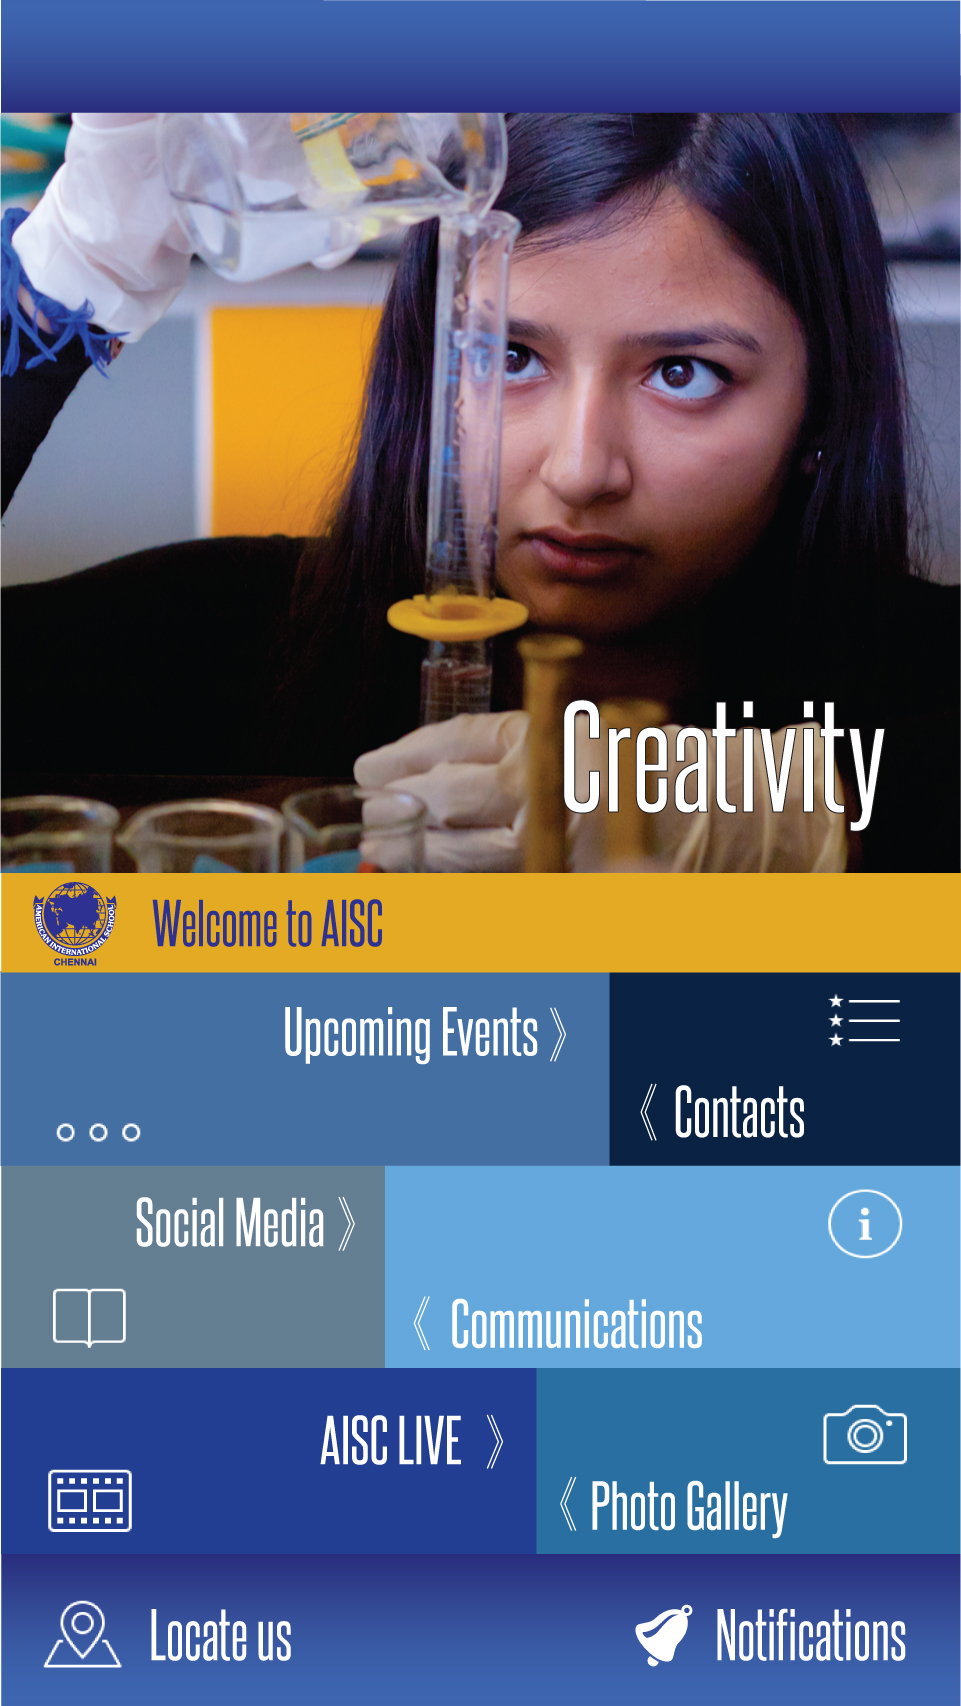 Creativity
AMERICAN INTERNATIONAL SCHOOL
CHENNAI
Welcome to AISC
Upcoming Events
Contacts
Social Media
i
Communications
AISC LIVE
Photo Gallery
Locate us
Notifications